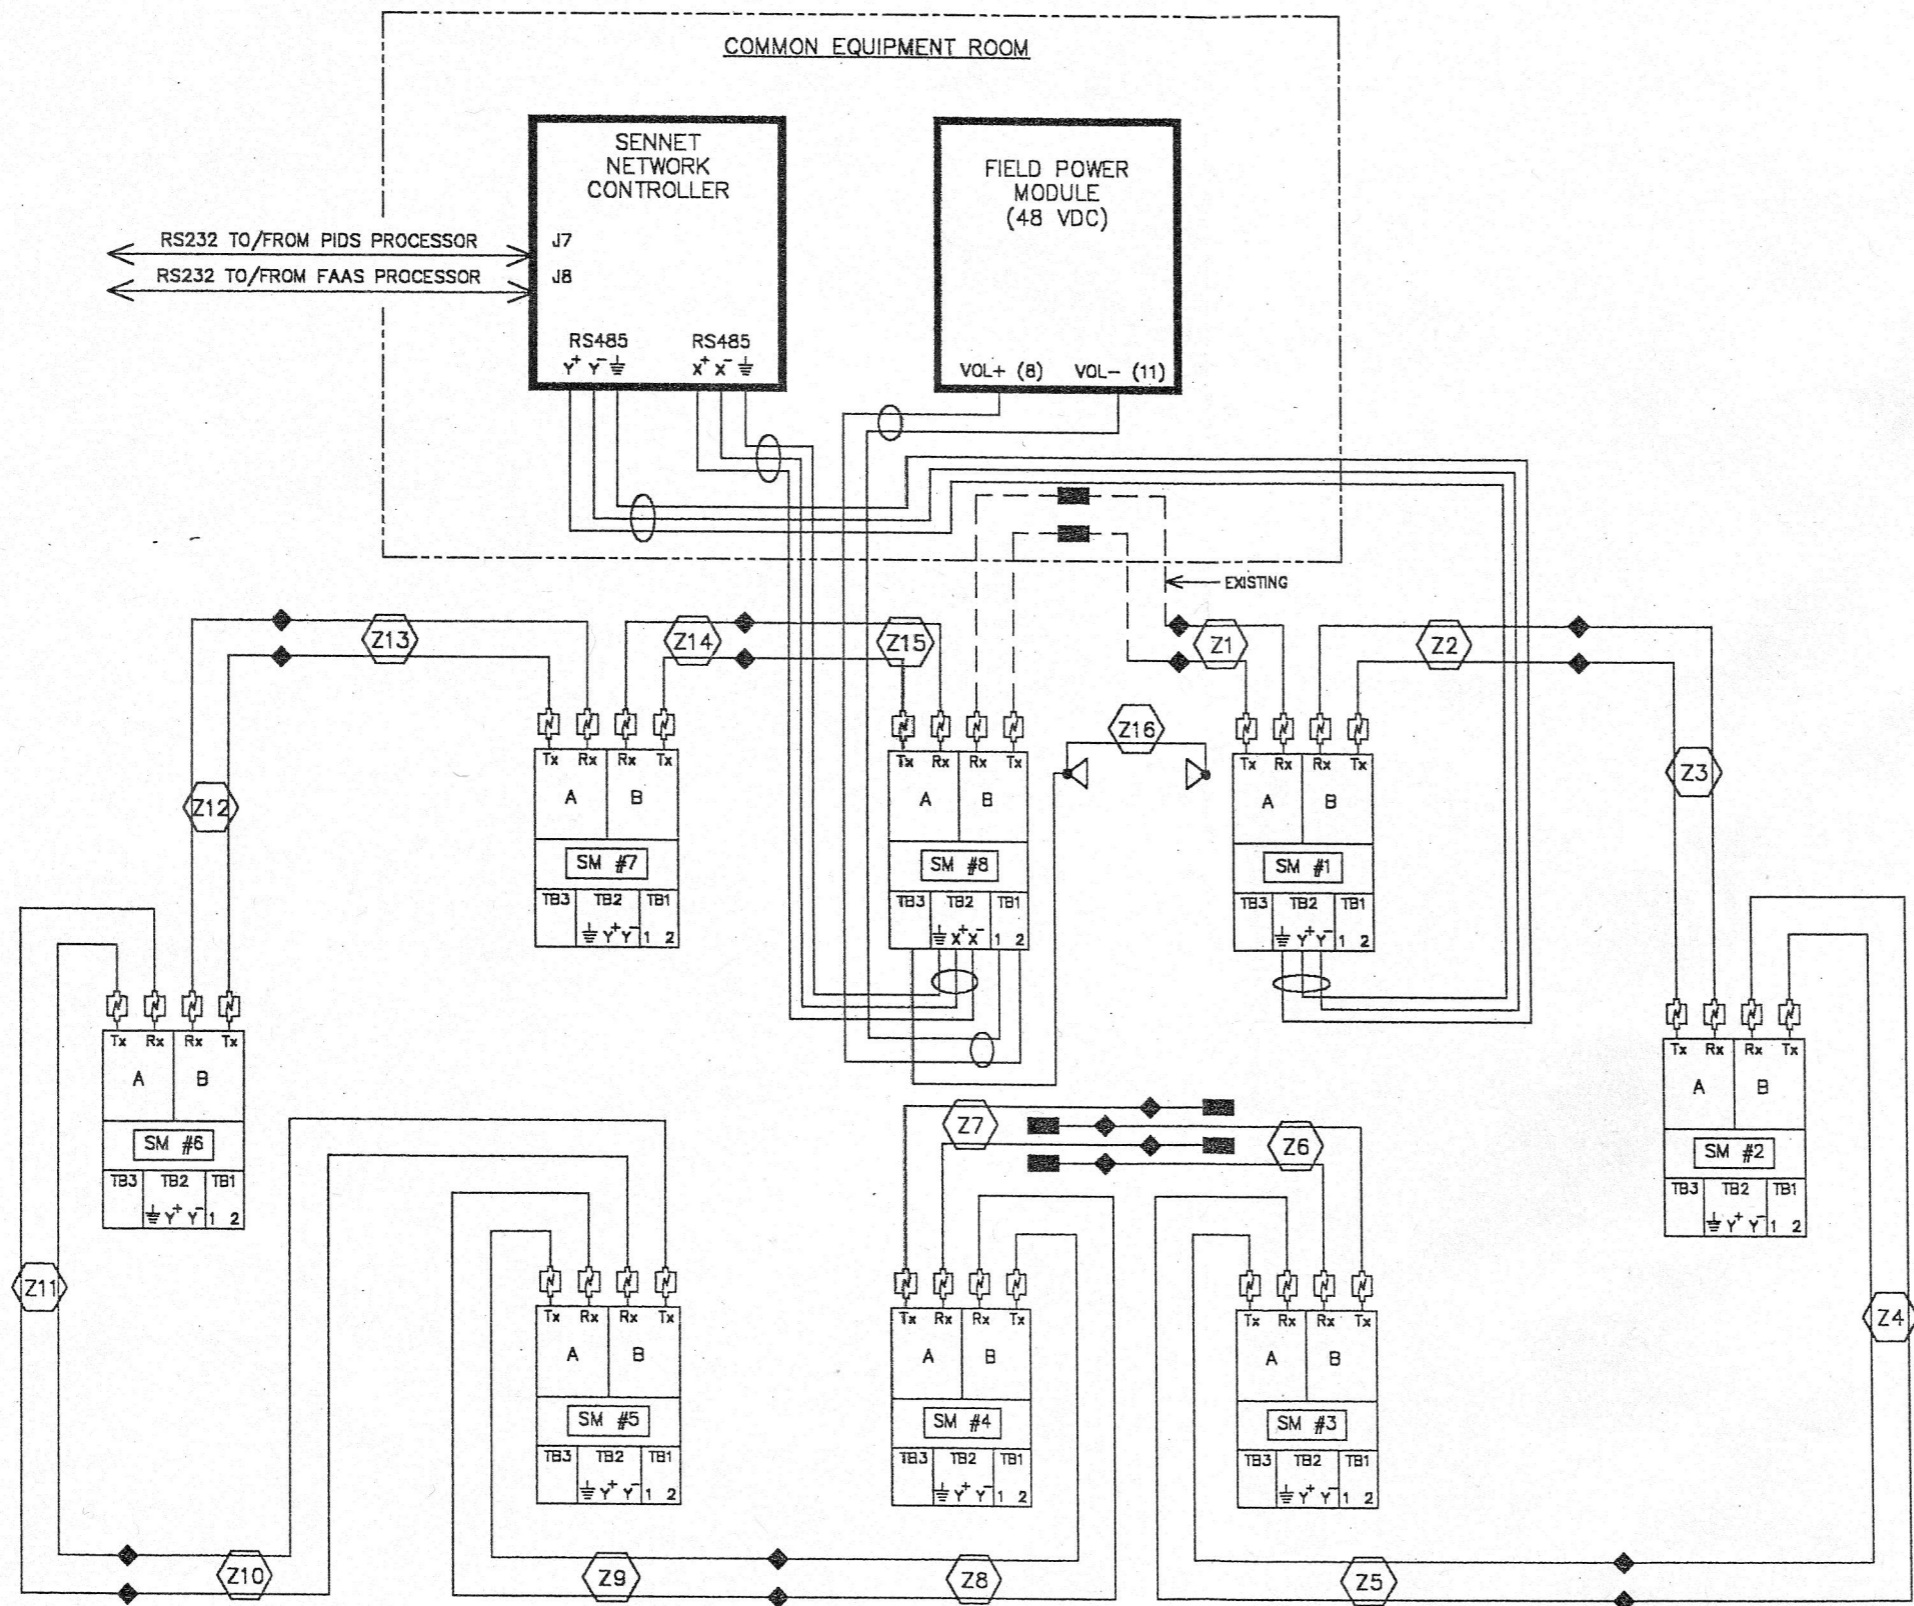 COMMON EQUIPMENT ROOM
SENNET
NETWORK
CONTROLLER
FIELD POWER
MODULE
(48 VDC)
RS232 TO/FROM PIDS PROCESSOR
J7
RS232 TO/FROM FAAS PROCESSOR
J8
RS485 RS485
Y+ Y- X+ X-
VOL+ (8) VOL- (11)
EXISTING
Z13 Z14 Z15 Z1 Z2
Z16
Z12
Z3
Tx Rx Rx Tx
A B
SM #7
TB3 TB2 TB1
Y+ Y- 1 2
Tx Rx Rx Tx
A B
SM #8
TB3 TB2 TB1
X+ X- 1 2
Tx Rx Rx Tx
A B
SM #1
TB3 TB2 TB1
Y+ Y- 1 2
Tx Rx Rx Tx
A B
SM #6
TB3 TB2 TB1
Y+ Y- 1 2
Tx Rx Rx Tx
A B
SM #2
TB3 TB2 TB1
Y+ Y- 1 2
Z7 Z6
Z11
Z4
Tx Rx Rx Tx
A B
SM #5
TB3 TB2 TB1
Y+ Y- 1 2
Tx Rx Rx Tx
A B
SM #4
TB3 TB2 TB1
Y+ Y- 1 2
Tx Rx Rx Tx
A B
SM #3
TB3 TB2 TB1
Y+ Y- 1 2
Z10 Z9 Z8 Z5